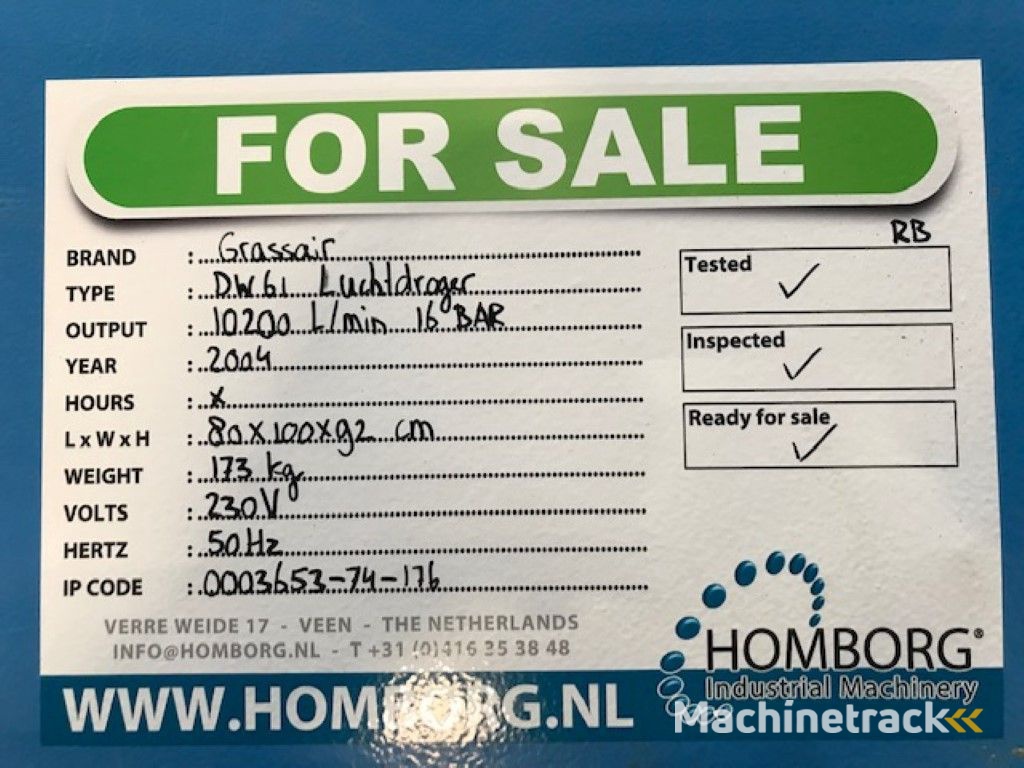 FOR SALE
RB
BRAND : Grassair
TYPE : DW61 Luchtdroger
OUTPUT : 10200 L/min 16 BAR
YEAR : 2004
HOURS : x
L x W x H : 80x100x92 cm
WEIGHT : 173 kg
VOLTS : 230V
HERTZ : 50Hz
IP CODE : 0003653-74-176
Tested ✓
Inspected ✓
Ready for sale ✓
VERRE WEIDE 17 - VEEN - THE NETHERLANDS
INFO@HOMBORG.NL - T +31 (0)416 35 38 48
WWW.HOMBORG.NL
HOMBORG®
Industrial Machinery
Machinetrack